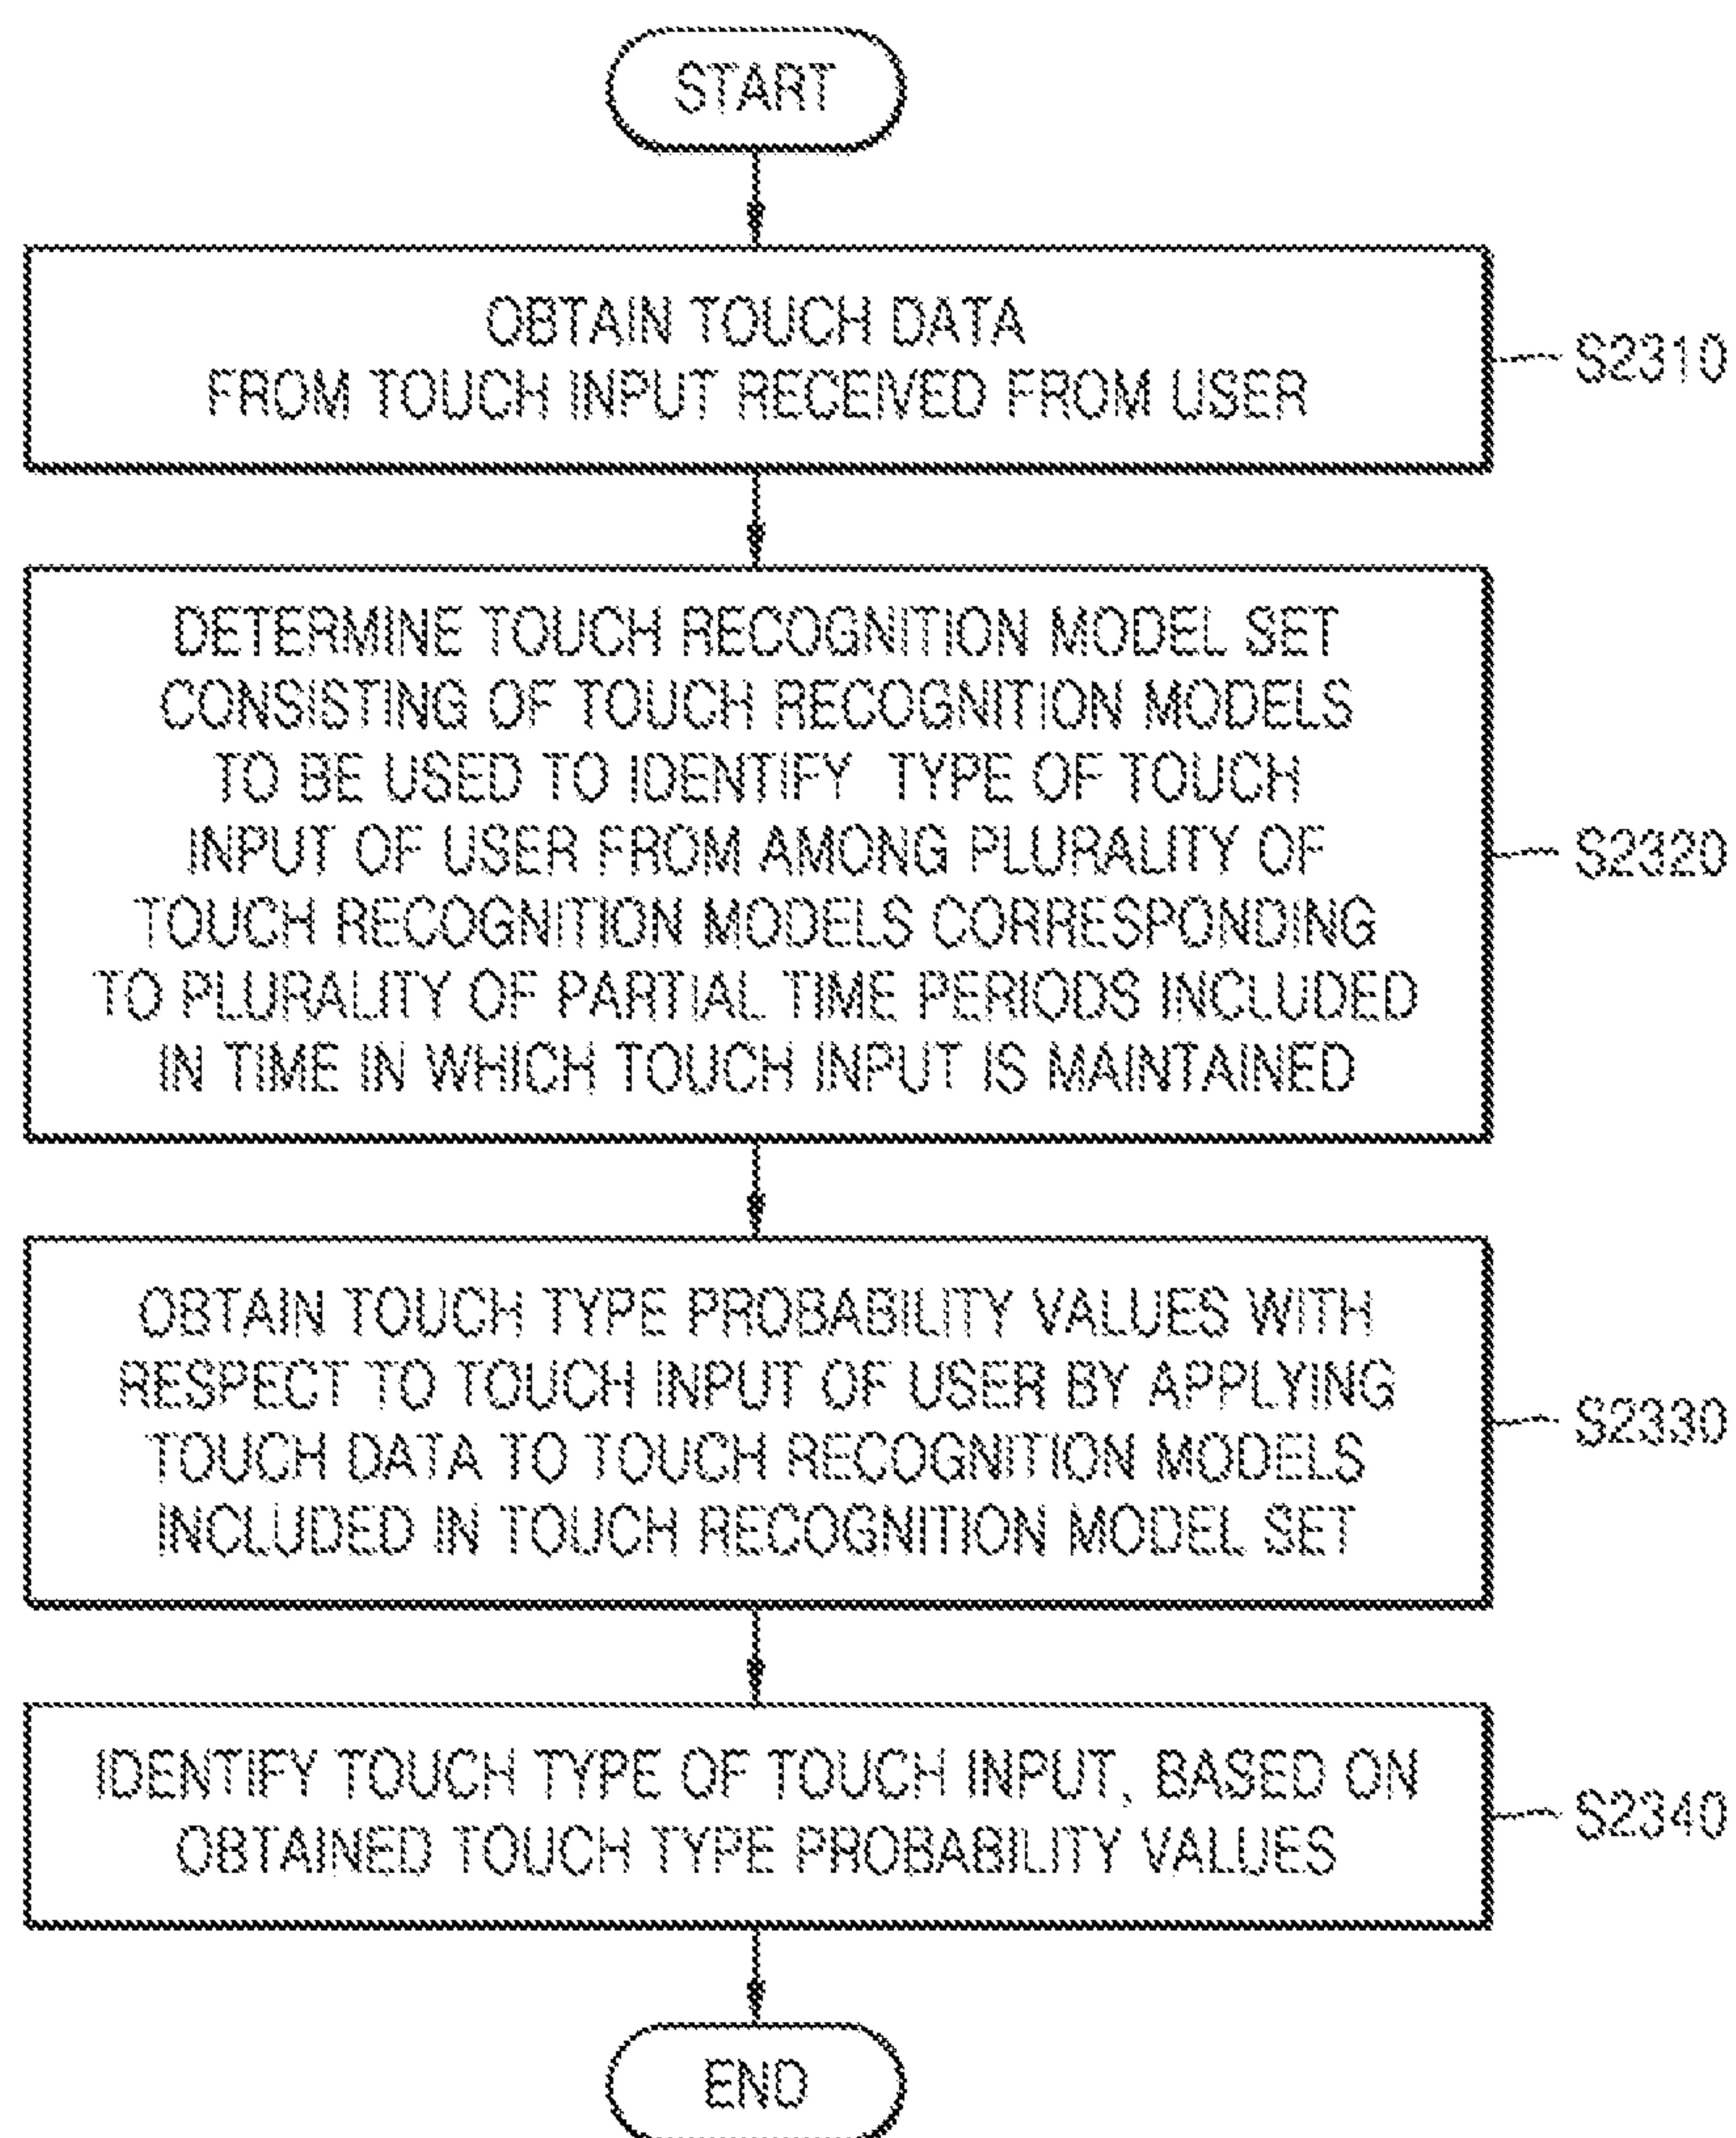 START
OBTAIN TOUCH DATA
FROM TOUCH INPUT RECEIVED FROM USER
S2310
DETERMINE TOUCH RECOGNITION MODEL SET
CONSISTING OF TOUCH RECOGNITION MODELS
TO BE USED TO IDENTIFY TYPE OF TOUCH
INPUT OF USER FROM AMONG PLURALITY OF
TOUCH RECOGNITION MODELS CORRESPONDING
TO PLURALITY OF PARTIAL TIME PERIODS INCLUDED
IN TIME IN WHICH TOUCH INPUT IS MAINTAINED
S2320
OBTAIN TOUCH TYPE PROBABILITY VALUES WITH
RESPECT TO TOUCH INPUT OF USER BY APPLYING
TOUCH DATA TO TOUCH RECOGNITION MODELS
INCLUDED IN TOUCH RECOGNITION MODEL SET
S2330
IDENTIFY TOUCH TYPE OF TOUCH INPUT, BASED ON
OBTAINED TOUCH TYPE PROBABILITY VALUES
S2340
END